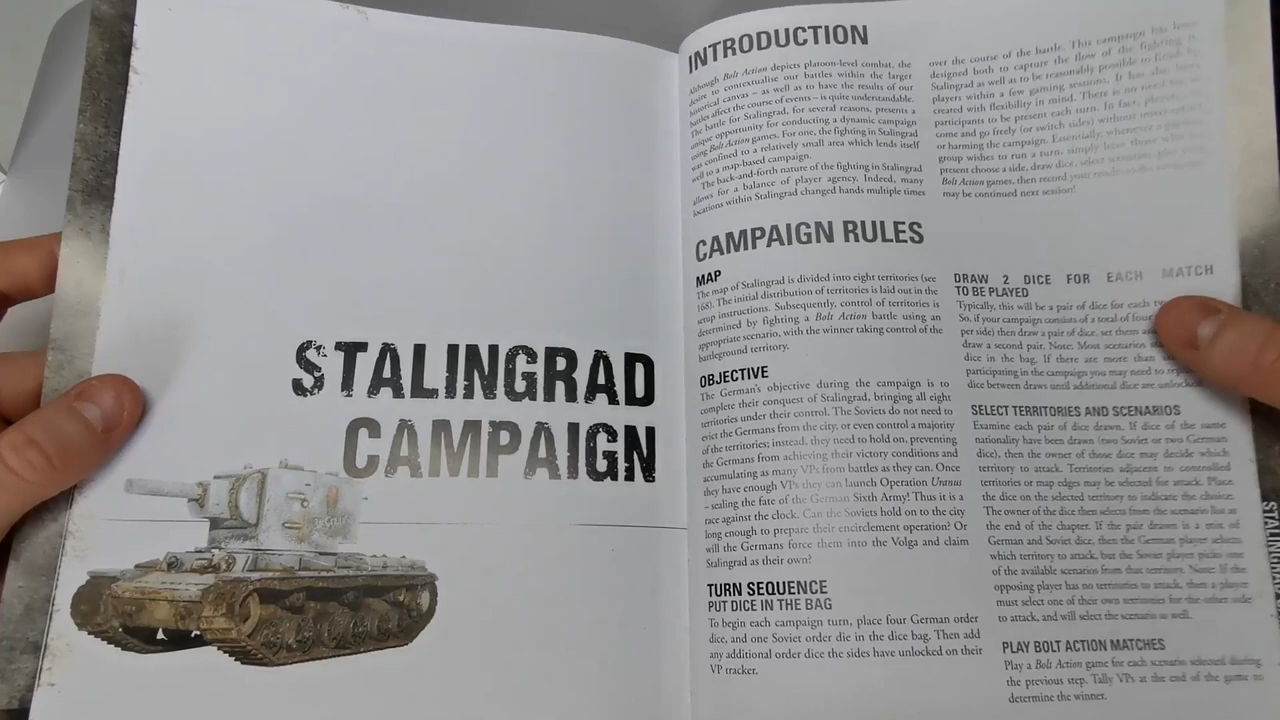 STALINGRAD
CAMPAIGN
INTRODUCTION
Although Bolt Action depicts platoon-level combat, the
desire to contextualise our battles within the larger
historical canvas – as well as to have the results of our
battles affect the course of events – is quite understandable.
The battle for Stalingrad, for several reasons, presents a
unique opportunity for conducting a dynamic campaign
using Bolt Action games. For one, the fighting in Stalingrad
was confined to a relatively small area which lends itself
well to a map-based campaign.
The back-and-forth nature of the fighting in Stalingrad
allows for a balance of player agency. Indeed, many
locations within Stalingrad changed hands multiple times
over the course of the battle. This campaign has been
designed both to capture the flow of the fighting in
Stalingrad as well as to be reasonably possible to finish by
players within a few gaming sessions. It has also been
created with flexibility in mind. There is no need for all
participants to be present each turn. In fact, players
come and go freely (or switch sides) without
or harming the campaign. Essentially, whenever a
group wishes to run a turn, simply have those
present choose a side, draw dice, select scenarios, play
Bolt Action games, then record your
may be continued next session!
CAMPAIGN RULES
MAP
The map of Stalingrad is divided into eight territories (see
168). The initial distribution of territories is laid out in the
setup instructions. Subsequently, control of territories is
determined by fighting a Bolt Action battle using an
appropriate scenario, with the winner taking control of the
battleground territory.
OBJECTIVE
The German's objective during the campaign is to
complete their conquest of Stalingrad, bringing all eight
territories under their control. The Soviets do not need to
evict the Germans from the city, or even control a majority
of the territories; instead, they need to hold on, preventing
the Germans from achieving their victory conditions and
accumulating as many VPs from battles as they can. Once
they have enough VPs they can launch Operation Uranus
– sealing the fate of the German Sixth Army! Thus it is a
race against the clock. Can the Soviets hold on to the city
long enough to prepare their encirclement operation? Or
will the Germans force them into the Volga and claim
Stalingrad as their own?
TURN SEQUENCE
PUT DICE IN THE BAG
To begin each campaign turn, place four German order
dice, and one Soviet order die in the dice bag. Then add
any additional order dice the sides have unlocked on their
VP tracker.
DRAW 2 DICE FOR EACH MATCH
TO BE PLAYED
Typically, this will be a pair of dice for each
So, if your campaign consists of a total of four
per side) then draw a pair of dice, set them
draw a second pair. Note: Most scenarios
dice in the bag. If there are more than
participating in the campaign you may need to
dice between draws until additional dice are unlocked.
SELECT TERRITORIES AND SCENARIOS
Examine each pair of dice drawn. If dice of the same
nationality have been drawn (two Soviet or two German
dice), then the owner of those dice may decide which
territory to attack. Territories adjacent to controlled
territories or map edges may be selected for attack. Place
the dice on the selected territory to indicate the choice.
The owner of the dice then selects from the scenario list at
the end of the chapter. If the pair drawn is a mix of
German and Soviet dice, then the German player selects
which territory to attack, but the Soviet player picks one
of the available scenarios from that territory. Note: If the
opposing player has no territories to attack, then a player
must select one of their own territories for the other side
to attack, and will select the scenario as well.
PLAY BOLT ACTION MATCHES
Play a Bolt Action game for each scenario selected during
the previous step. Tally VPs at the end of the game to
determine the winner.